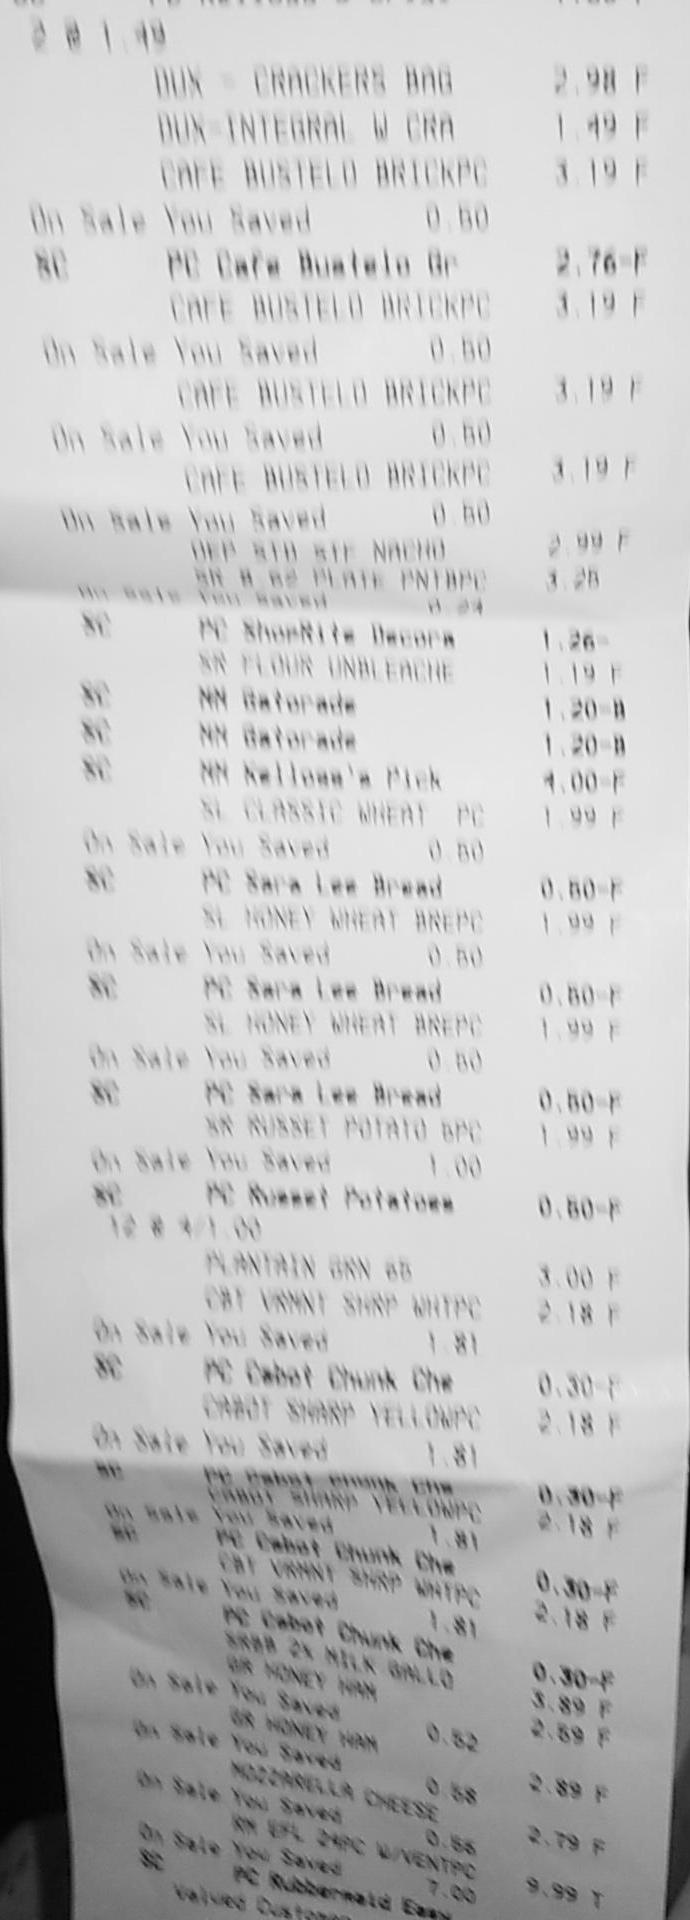 2 @ 1.49
DUX - CRACKERS BAG 2.98 F
DUX-INTEGRAL W CRA 1.49 F
CAFE BUSTELO BRICKPC 3.19 F
On Sale You Saved 0.50
SC PC Cafe Bustelo Gr 2.76-F
CAFE BUSTELO BRICKPC 3.19 F
On Sale You Saved 0.50
CAFE BUSTELO BRICKPC 3.19 F
On Sale You Saved 0.50
CAFE BUSTELO BRICKPC 3.19 F
On Sale You Saved 0.50
OEP STD STF NACHO 2.99 F
SR 8.62 PLATE PNTBPC 3.25
On Sale You Saved 0.24
SC PC ShopRite Decora 1.26-
SR FLOUR UNBLEACHE 1.19 F
SC NM Gatorade 1.20-B
SC NM Gatorade 1.20-B
SC NM Kellogg's Pick 4.00-F
SL CLASSIC WHEAT PC 1.99 F
On Sale You Saved 0.50
SC PC Sara Lee Bread 0.50-F
SL HONEY WHEAT BREPC 1.99 F
On Sale You Saved 0.50
SC PC Sara Lee Bread 0.50-F
SL HONEY WHEAT BREPC 1.99 F
On Sale You Saved 0.50
SC PC Sara Lee Bread 0.50-F
SR RUSSET POTATO 5PC 1.99 F
On Sale You Saved 1.00
SC PC Russet Potatoes 0.50-F
12 @ 4/1.00
PLANTAIN GRN 3.00 F
CBT VRMNT SHRP WHTPC 2.18 F
On Sale You Saved 1.81
SC PC Cabot Chunk Che 0.30-F
CABOT SHARP YELLOWPC 2.18 F
On Sale You Saved 1.81
SC PC Cabot Chunk Che 0.30-F
CABOT SHARP YELLOWPC 2.18 F
On Sale You Saved 1.81
SC PC Cabot Chunk Che 0.30-F
CBT VRMNT SHRP WHTPC 2.18 F
On Sale You Saved 1.81
SC PC Cabot Chunk Che 0.30-F
2% MILK GALLO 3.89 F
GR HONEY HAM 2.59 F
On Sale You Saved 0.52
GR HONEY HAM 2.89 F
On Sale You Saved 0.58
MOZZARELLA CHEESE 2.79 F
On Sale You Saved 0.56
RM EFL 24PC W/VENTPC 9.99 T
On Sale You Saved 7.00
SC PC Rubbermaid Easy
Valued Customer